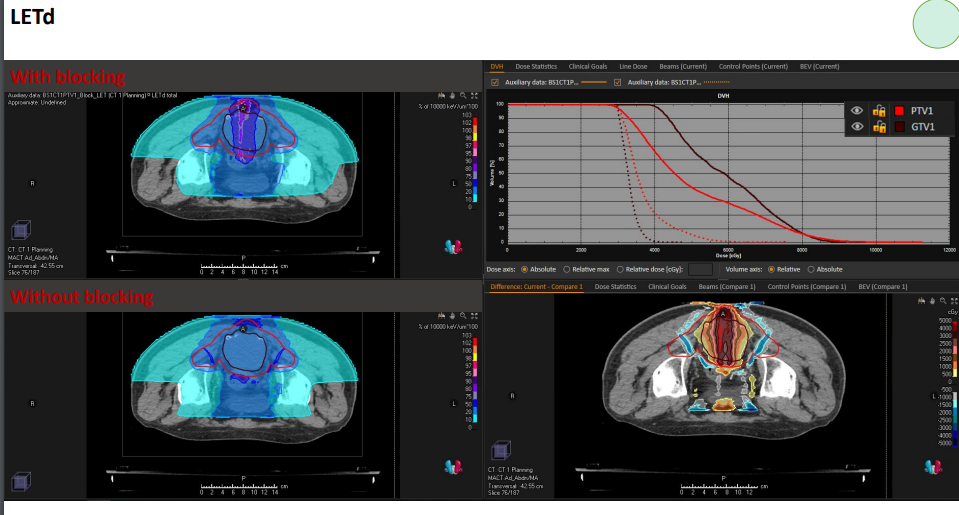 LETd
With blocking
Auxiliary data: BS1CT1PTV1_Block_LET (CT 1 Planning)
LETd total
Approximate: Undefined
% of 10000 keV/um*100
103
102
100
98
97
95
90
80
75
50
20
10
0
A
R
L
P
CT: CT 1 Planning
MACT Ad_Abdn/MA
Transversal: -42.55 cm
Slice 76/187
0 2 4 6 8 10 12 14 cm
DVH Dose Statistics Clinical Goals Line Dose Beams (Current) Control Points (Current) BEV (Current)
Auxiliary data: BS1CT1P... Auxiliary data: BS1CT1P...
DVH
PTV1
GTV1
Volume [%]
100
90
80
70
60
50
40
30
20
10
0
0 2000 4000 6000 8000 10000 12000
Dose [cGy]
Dose axis: Absolute Relative max Relative dose [cGy]: Volume axis: Relative Absolute
Without blocking
% of 10000 keV/um*100
103
102
100
98
97
95
90
80
75
50
20
10
0
A
R
L
P
0 2 4 6 8 10 12 14 cm
Difference: Current - Compare 1 Dose Statistics Clinical Goals Beams (Compare 1) Control Points (Compare 1) BEV (Compare 1)
cGy
5000
4000
3000
2500
2000
1500
1000
500
0
-500
-1000
-1500
-2000
-2500
-3000
-4000
-5000
A
R
L
P
CT: CT 1 Planning
MACT Ad_Abdn/MA
Transversal: -42.55 cm
Slice 76/187
0 2 4 6 8 10 12 cm